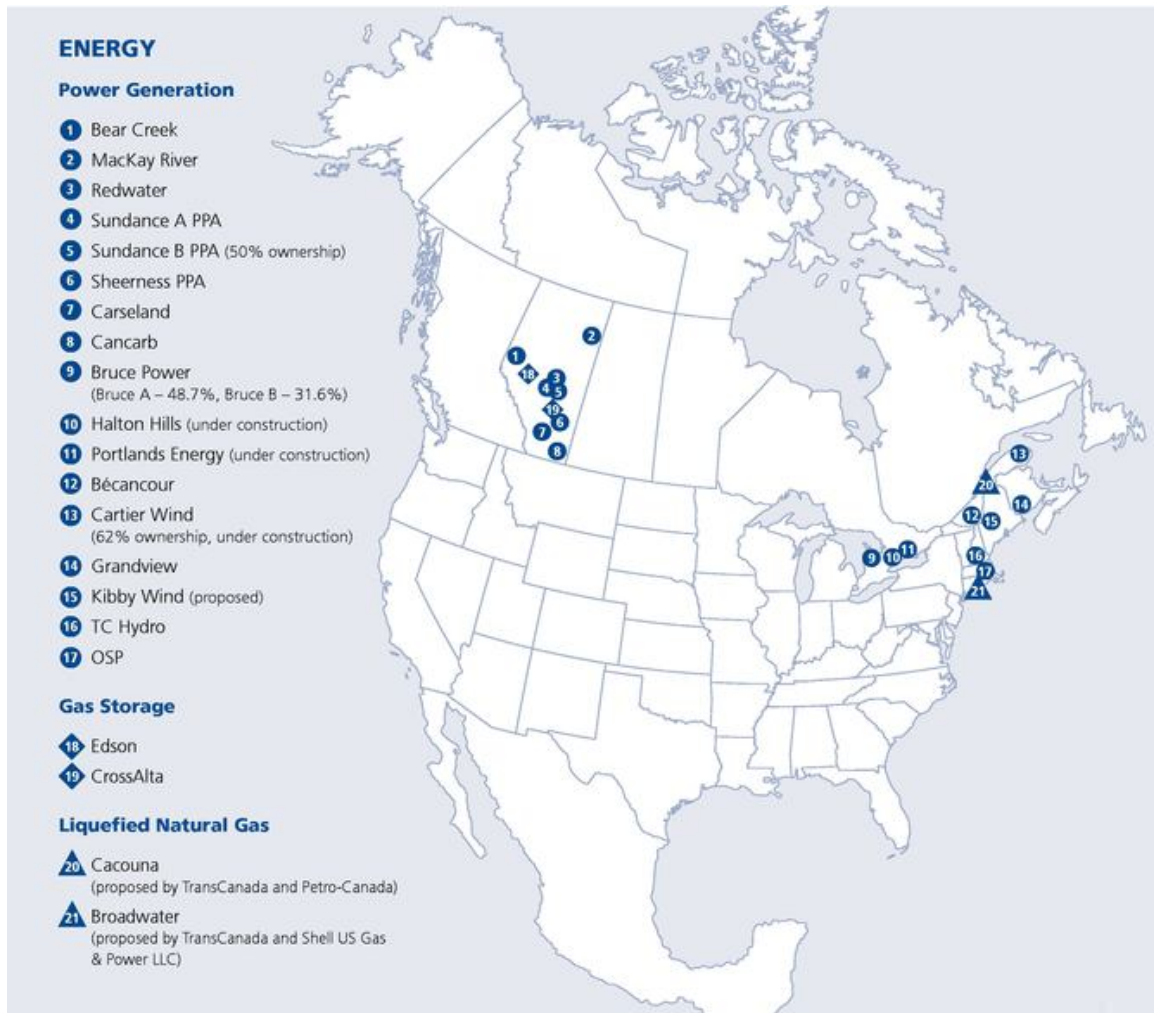 ENERGY
Power Generation
1 Bear Creek
2 MacKay River
3 Redwater
4 Sundance A PPA
5 Sundance B PPA (50% ownership)
6 Sheerness PPA
7 Carseland
8 Cancarb
9 Bruce Power
(Bruce A – 48.7%, Bruce B – 31.6%)
10 Halton Hills (under construction)
11 Portlands Energy (under construction)
12 Bécancour
13 Cartier Wind
(62% ownership, under construction)
14 Grandview
15 Kibby Wind (proposed)
16 TC Hydro
17 OSP
Gas Storage
18 Edson
19 CrossAlta
Liquefied Natural Gas
20 Cacouna
(proposed by TransCanada and Petro-Canada)
21 Broadwater
(proposed by TransCanada and Shell US Gas
& Power LLC)
2
1
18
3
4
5
19
6
7
8
13
20
14
12
15
11
10
9
16
17
21